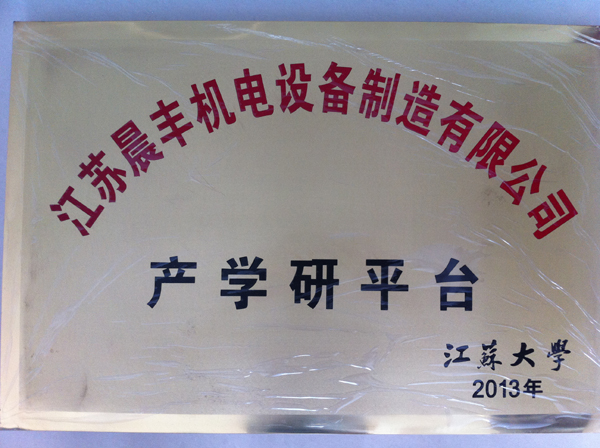 江苏晨丰机电设备制造有限公司
产学研平台
江蘇大學
2013年